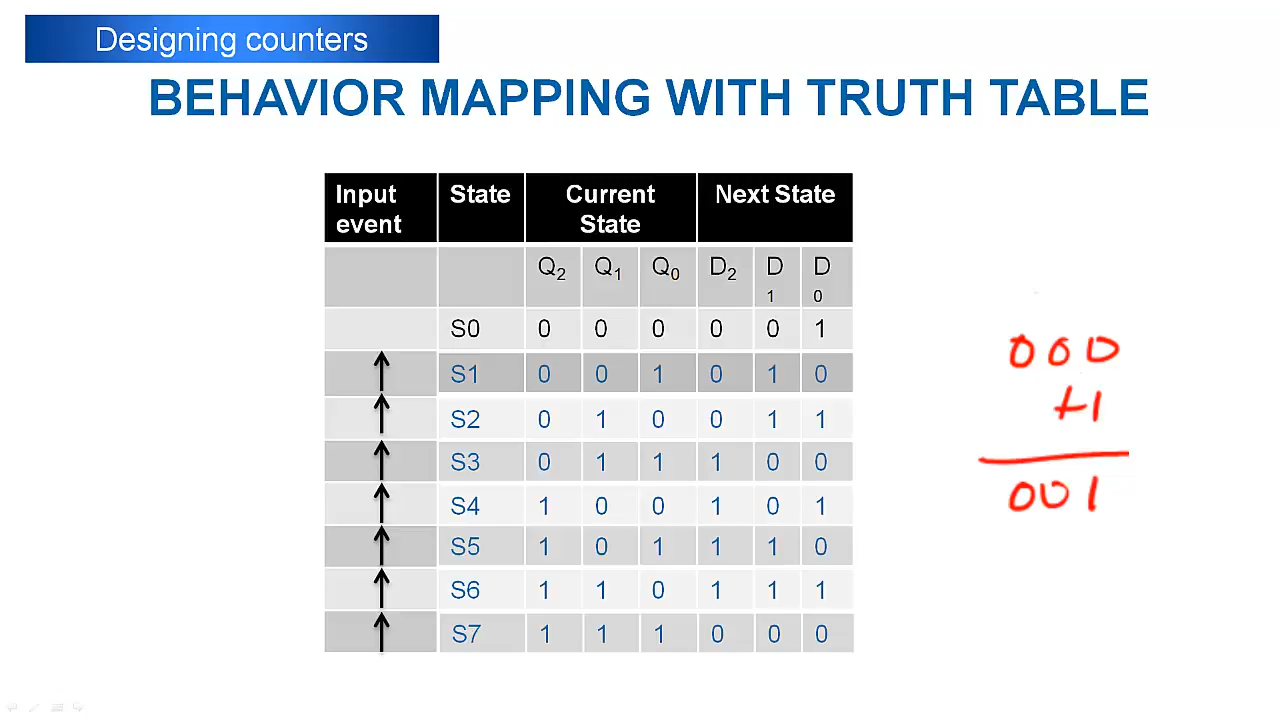 Designing counters
BEHAVIOR MAPPING WITH TRUTH TABLE
Input event State Current State Next State
Q2 Q1 Q0 D2 D1 D0
S0 0 0 0 0 0 1
S1 0 0 1 0 1 0
S2 0 1 0 0 1 1
S3 0 1 1 1 0 0
S4 1 0 0 1 0 1
S5 1 0 1 1 1 0
S6 1 1 0 1 1 1
S7 1 1 1 0 0 0
000
+1
001